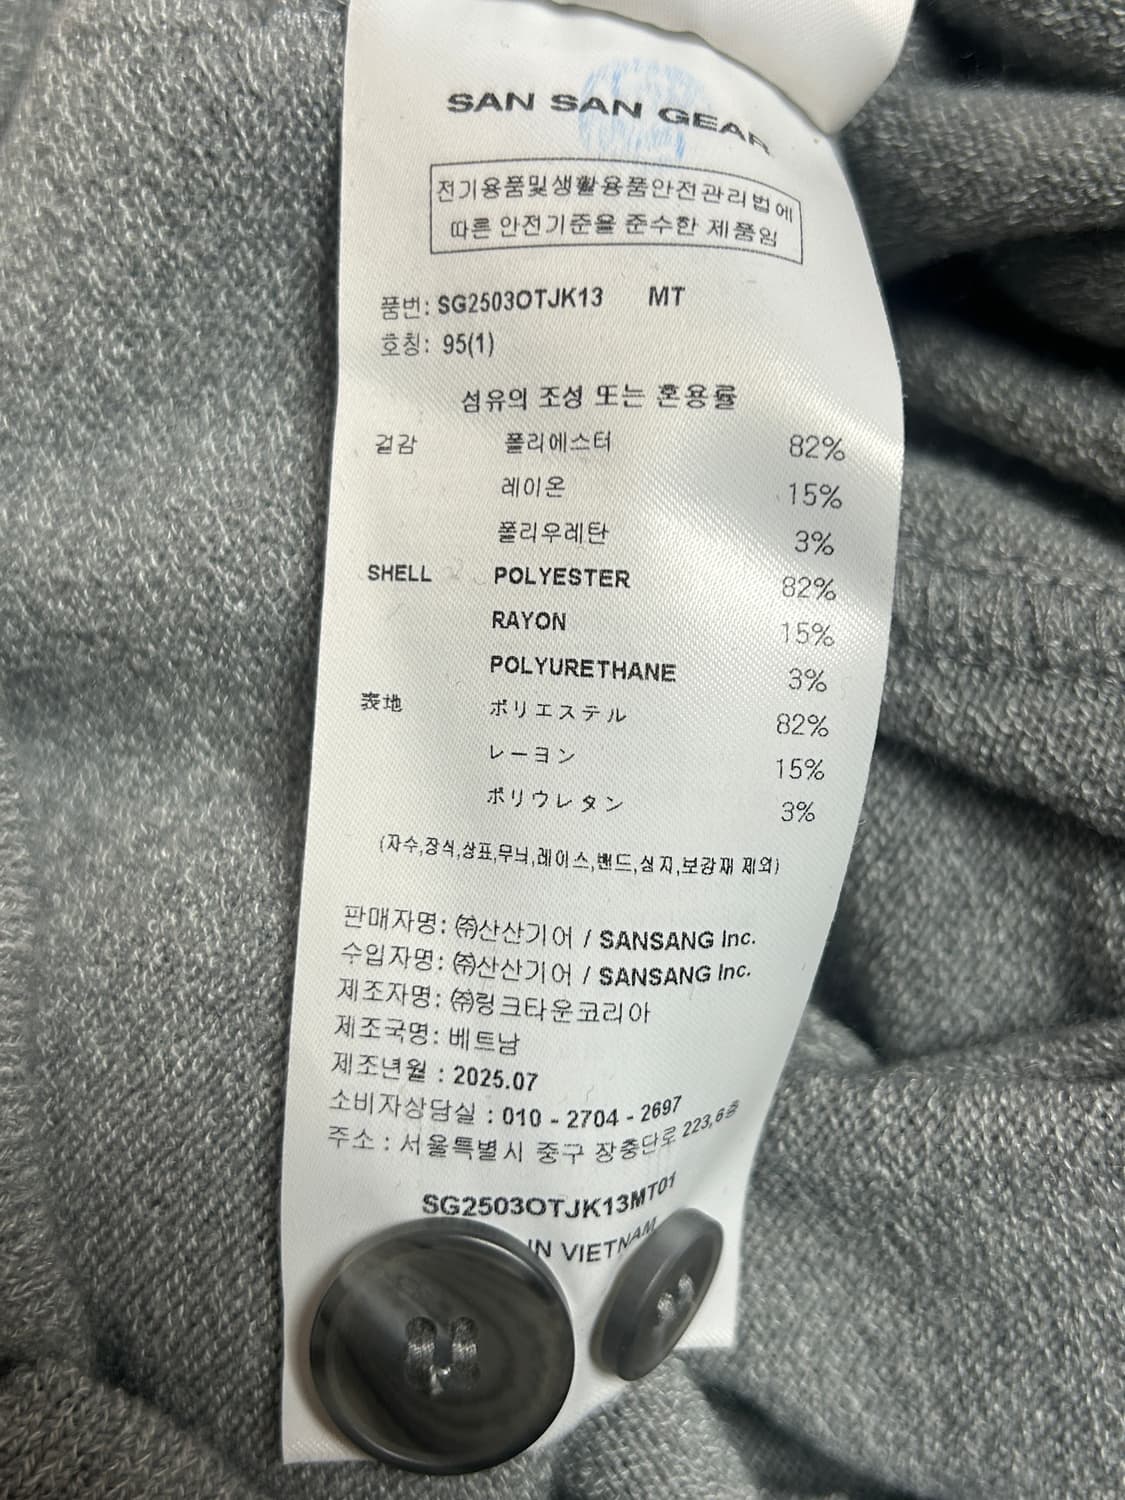 SAN SAN GEAR
전기용품및생활용품안전관리법에
따른 안전기준을 준수한 제품임
품번: SG2503OTJK13 MT
호칭: 95(1)
섬유의 조성 또는 혼용률
겉감 폴리에스터 82%
레이온 15%
폴리우레탄 3%
SHELL POLYESTER 82%
RAYON 15%
POLYURETHANE 3%
表地 ポリエステル 82%
レーヨン 15%
ポリウレタン 3%
(자수,장식,상표,무늬,레이스,밴드,심지,보강재 제외)
판매자명: ㈜산산기어 / SANSANG Inc.
수입자명: ㈜산산기어 / SANSANG Inc.
제조자명: ㈜링크타운코리아
제조국명: 베트남
제조년월 : 2025.07
소비자상담실 : 010 - 2704 - 2697
주소 : 서울특별시 중구 장충단로 223,6층
SG2503OTJK13MT01
IN VIETNAM